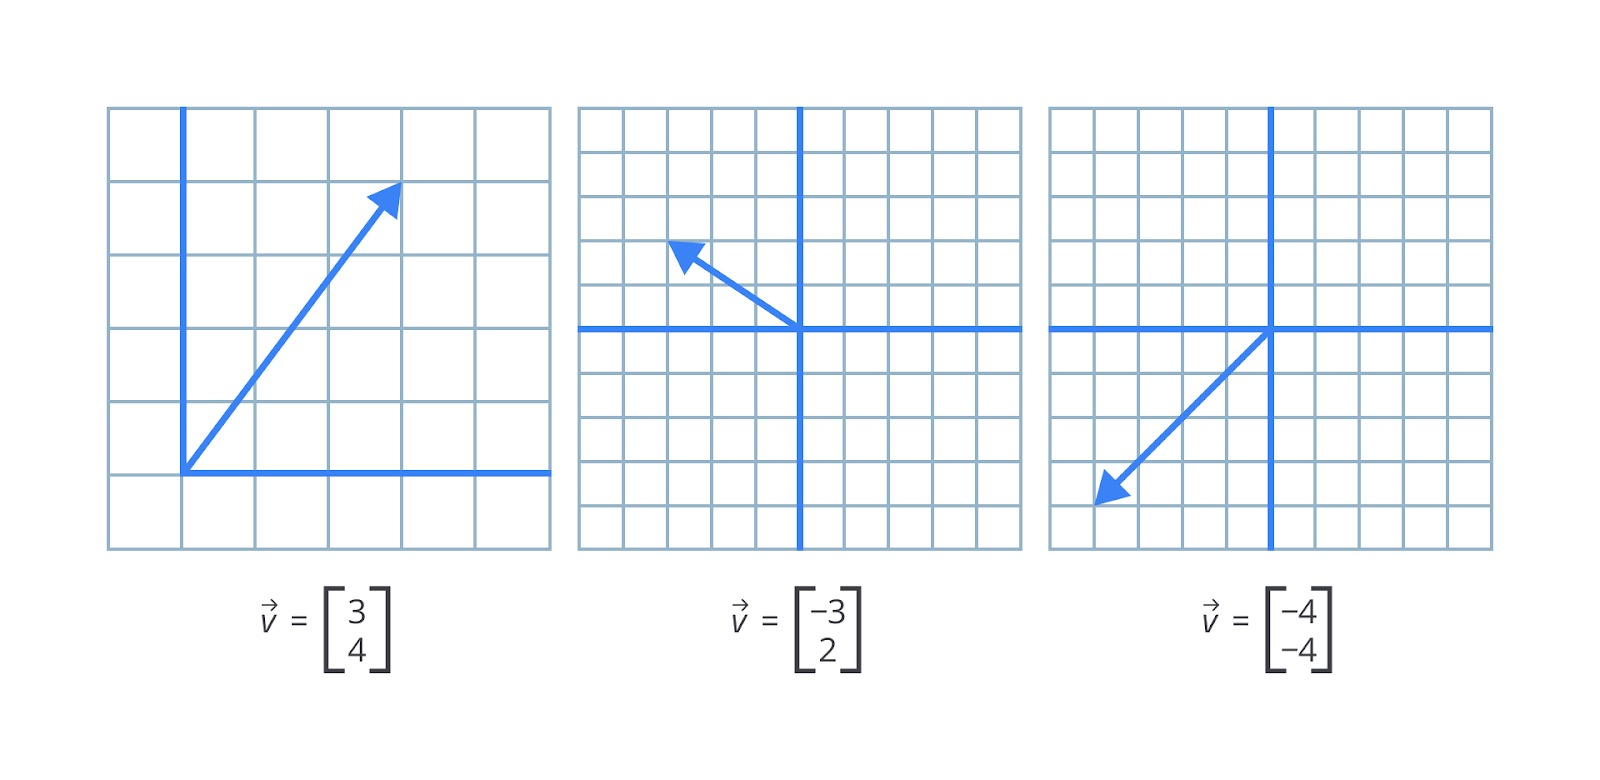 v⃗ = [3 4]
v⃗ = [−3 2]
v⃗ = [−4 −4]